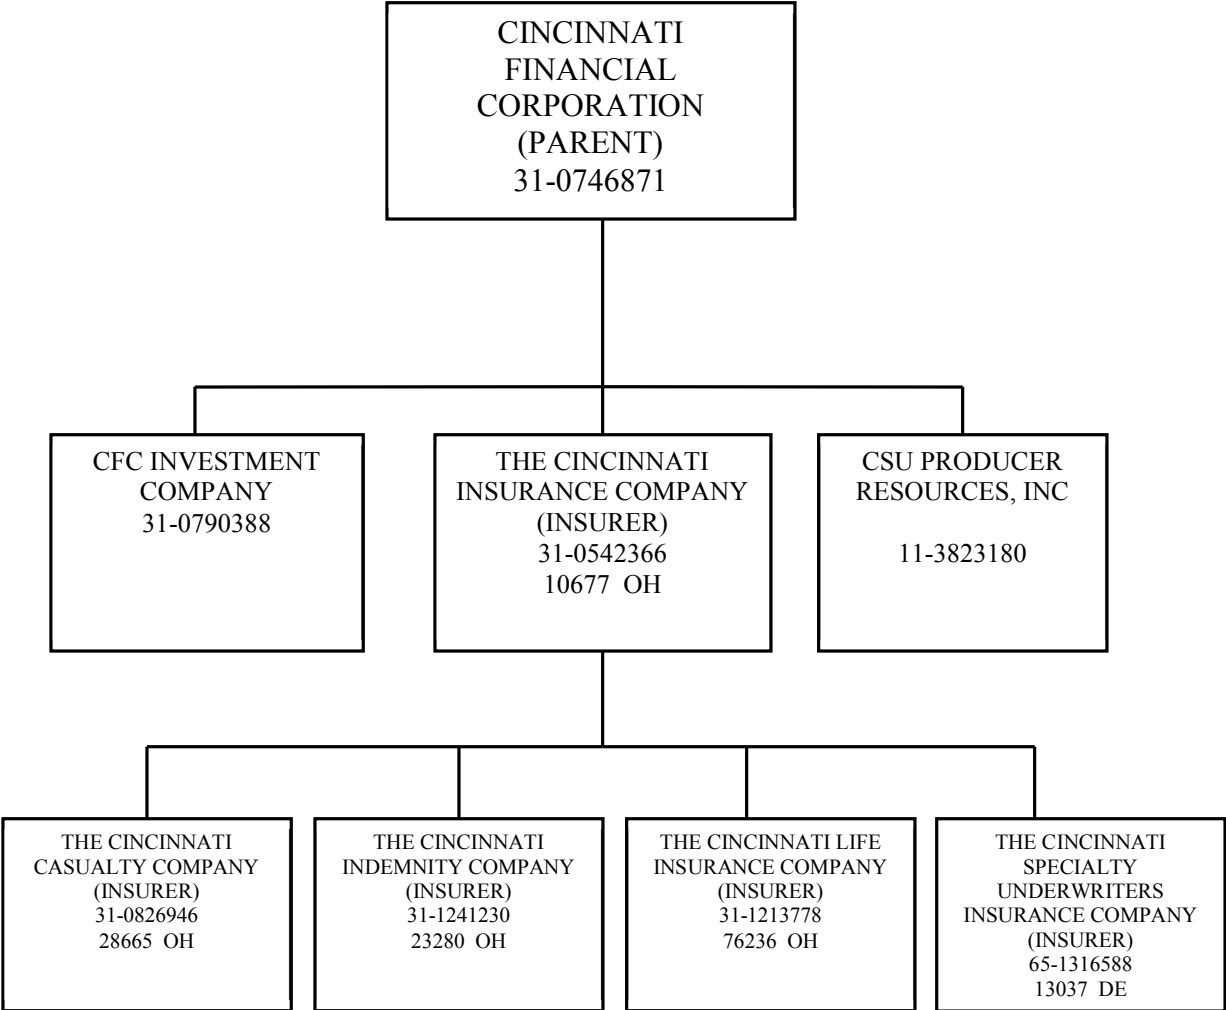 CINCINNATI
FINANCIAL
CORPORATION
(PARENT)
31-0746871
CFC INVESTMENT
COMPANY
31-0790388
THE CINCINNATI
INSURANCE COMPANY
(INSURER)
31-0542366
10677 OH
CSU PRODUCER
RESOURCES, INC
11-3823180
THE CINCINNATI
CASUALTY COMPANY
(INSURER)
31-0826946
28665 OH
THE CINCINNATI
INDEMNITY COMPANY
(INSURER)
31-1241230
23280 OH
THE CINCINNATI LIFE
INSURANCE COMPANY
(INSURER)
31-1213778
76236 OH
THE CINCINNATI
SPECIALTY
UNDERWRITERS
INSURANCE COMPANY
(INSURER)
65-1316588
13037 DE